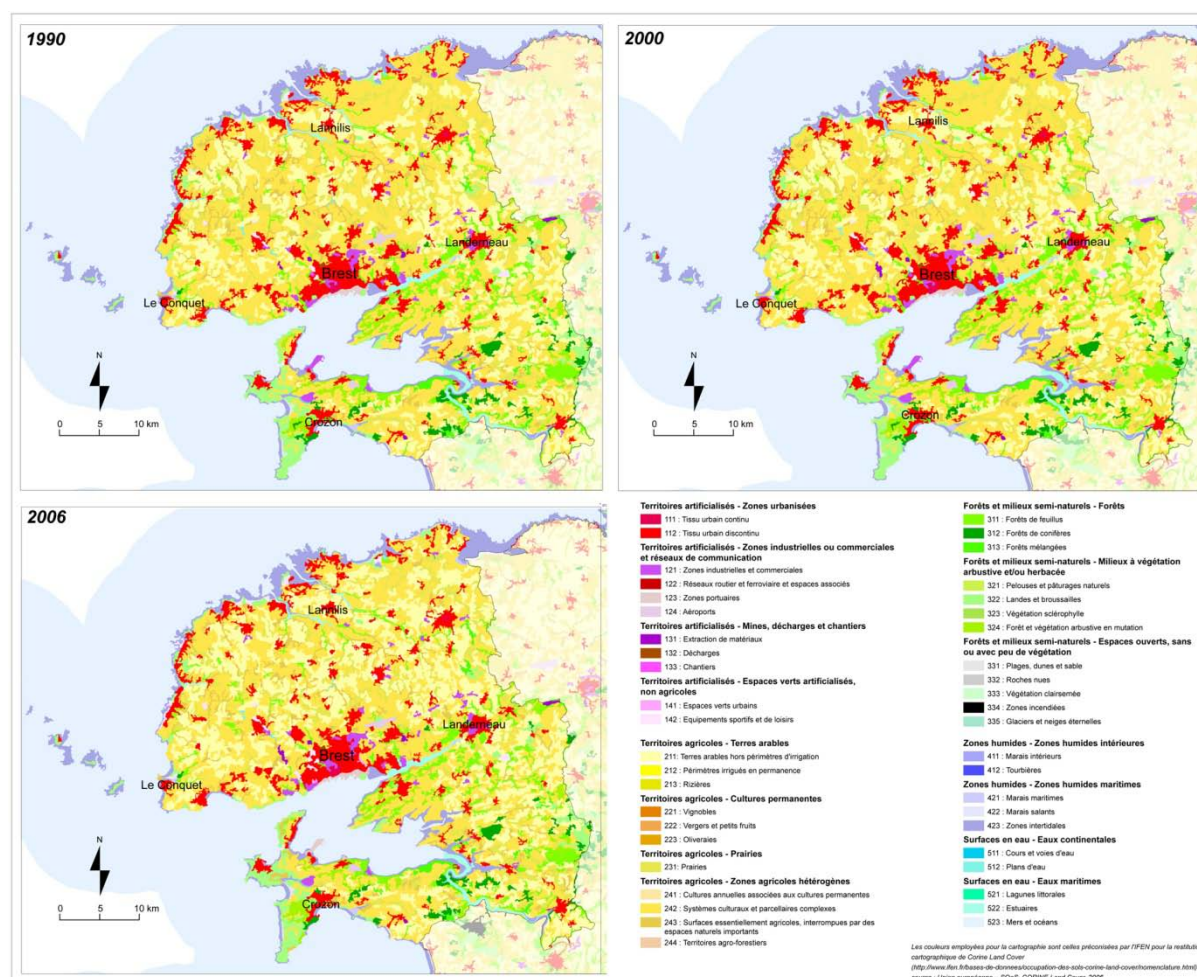 1990
Lannilis
Landerneau
Brest
Le Conquet
N
0 5 10 km
Crozon
2000
Lannilis
Landerneau
Brest
Le Conquet
N
0 5 10 km
Crozon
2006
Lannilis
Landerneau
Brest
Le Conquet
N
0 5 10 km
Crozon
Territoires artificialisés - Zones urbanisées
111 : Tissu urbain continu
112 : Tissu urbain discontinu
Territoires artificialisés - Zones industrielles ou commerciales
et réseaux de communication
121 : Zones industrielles et commerciales
122 : Réseaux routier et ferroviaire et espaces associés
123 : Zones portuaires
124 : Aéroports
Territoires artificialisés - Mines, décharges et chantiers
131 : Extraction de matériaux
132 : Décharges
133 : Chantiers
Territoires artificialisés - Espaces verts artificialisés,
non agricoles
141 : Espaces verts urbains
142 : Equipements sportifs et de loisirs
Territoires agricoles - Terres arables
211: Terres arables hors périmètres d'irrigation
212 : Périmètres irrigués en permanence
213 : Rizières
Territoires agricoles - Cultures permanentes
221 : Vignobles
222 : Vergers et petits fruits
223 : Oliveraies
Territoires agricoles - Prairies
231: Prairies
Territoires agricoles - Zones agricoles hétérogènes
241 : Cultures annuelles associées aux cultures permanentes
242 : Systèmes culturaux et parcellaires complexes
243 : Surfaces essentiellement agricoles, interrompues par des
espaces naturels importants
244 : Territoires agro-forestiers
Forêts et milieux semi-naturels - Forêts
311 : Forêts de feuillus
312 : Forêts de conifères
313 : Forêts mélangées
Forêts et milieux semi-naturels - Milieux à végétation
arbustive et/ou herbacée
321 : Pelouses et pâturages naturels
322 : Landes et broussailles
323 : Végétation sclérophylle
324 : Forêt et végétation arbustive en mutation
Forêts et milieux semi-naturels - Espaces ouverts, sans
ou avec peu de végétation
331 : Plages, dunes et sable
332 : Roches nues
333 : Végétation clairsemée
334 : Zones incendiées
335 : Glaciers et neiges éternelles
Zones humides - Zones humides intérieures
411 : Marais intérieurs
412 : Tourbières
Zones humides - Zones humides maritimes
421 : Marais maritimes
422 : Marais salants
423 : Zones intertidales
Surfaces en eau - Eaux continentales
511 : Cours et voies d'eau
512 : Plans d'eau
Surfaces en eau - Eaux maritimes
521 : Lagunes littorales
522 : Estuaires
523 : Mers et océans
Les couleurs employées pour la cartographie sont celles préconisées par l'IFEN pour la restitu
cartographique de Corine Land Cover
(http://www.ifen.fr/bases-de-donnees/occupation-des-sols-corine-land-cover/nomenclature.html)